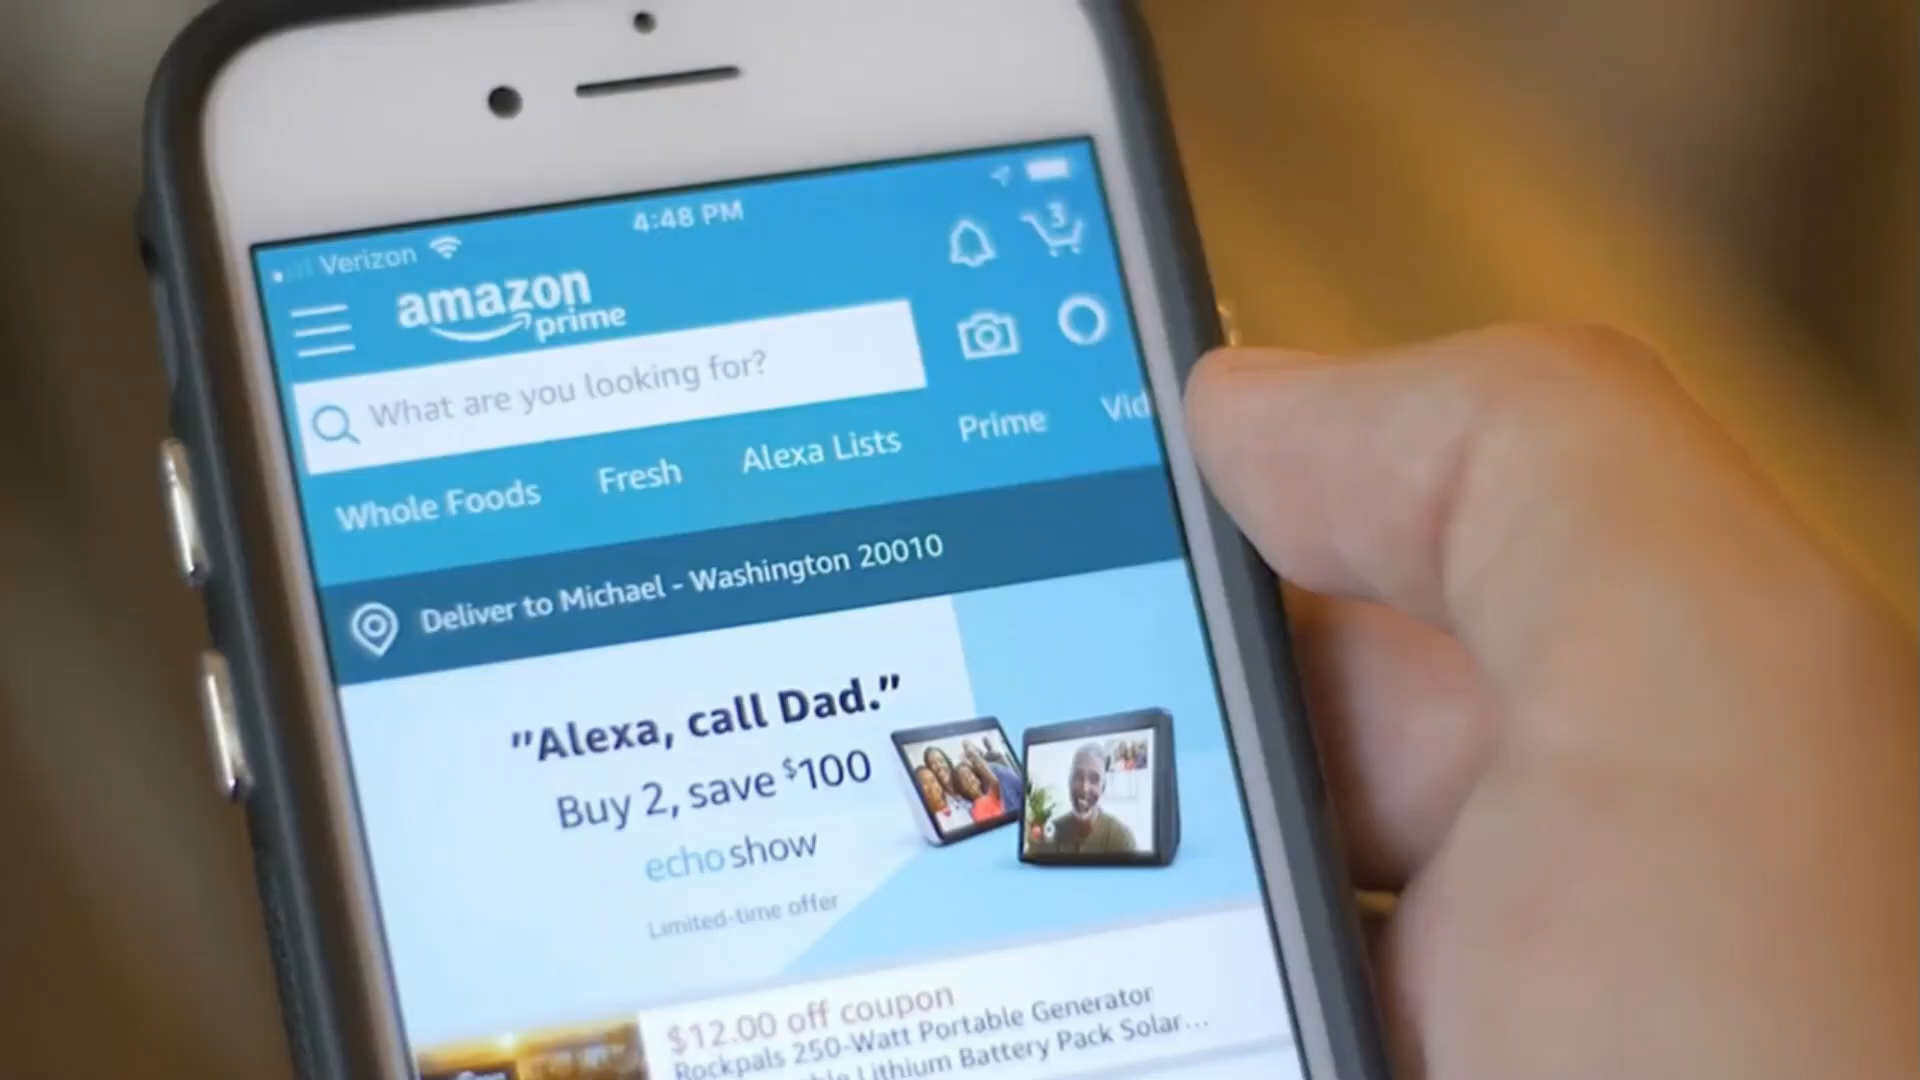 4:48 PM
Verizon
3
amazon
prime
What are you looking for?
Whole Foods Fresh Alexa Lists Prime Vid
Deliver to Michael - Washington 20010
"Alexa, call Dad."
Buy 2, save $100
echo show
Limited-time offer
$12.00 off coupon
Rockpals 250-Watt Portable Generator
Lithium Battery Pack Solar...